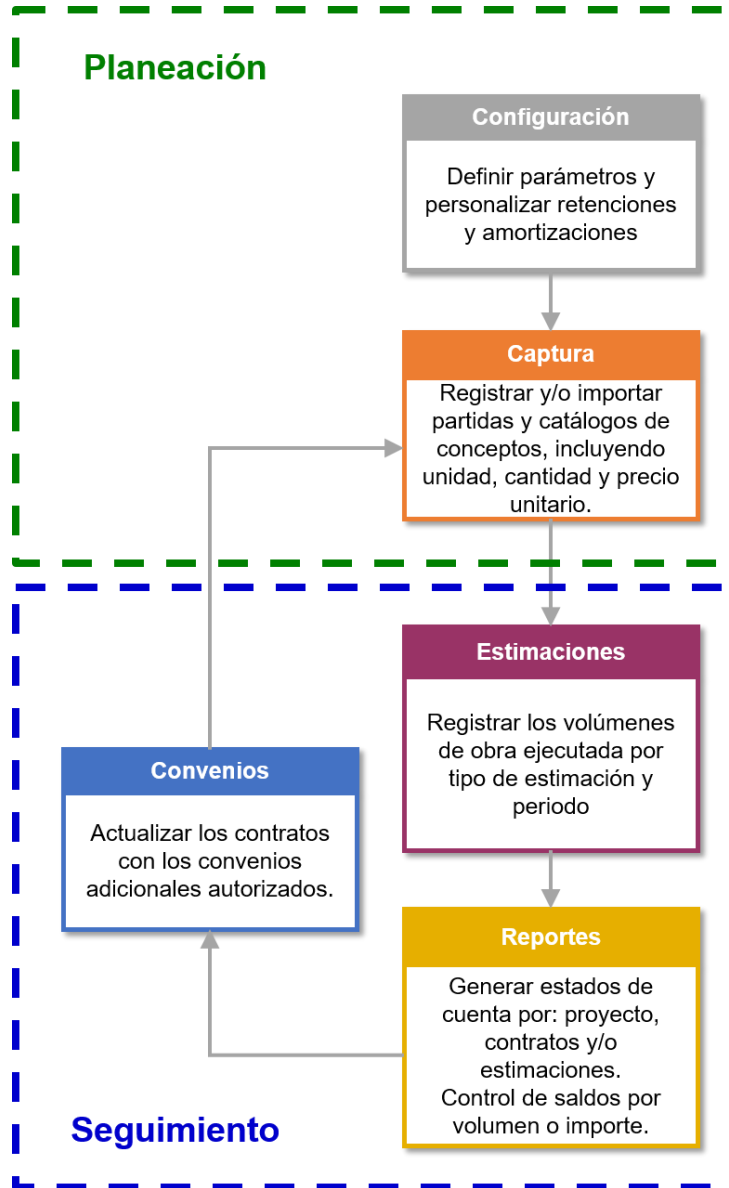 Planeación
Configuración
Definir parámetros y
personalizar retenciones
y amortizaciones
Captura
Registrar y/o importar
partidas y catálogos de
conceptos, incluyendo
unidad, cantidad y precio
unitario.
Estimaciones
Registrar los volúmenes
de obra ejecutada por
tipo de estimación y
periodo
Convenios
Actualizar los contratos
con los convenios
adicionales autorizados.
Reportes
Generar estados de
cuenta por: proyecto,
contratos y/o
estimaciones.
Control de saldos por
volumen o importe.
Seguimiento